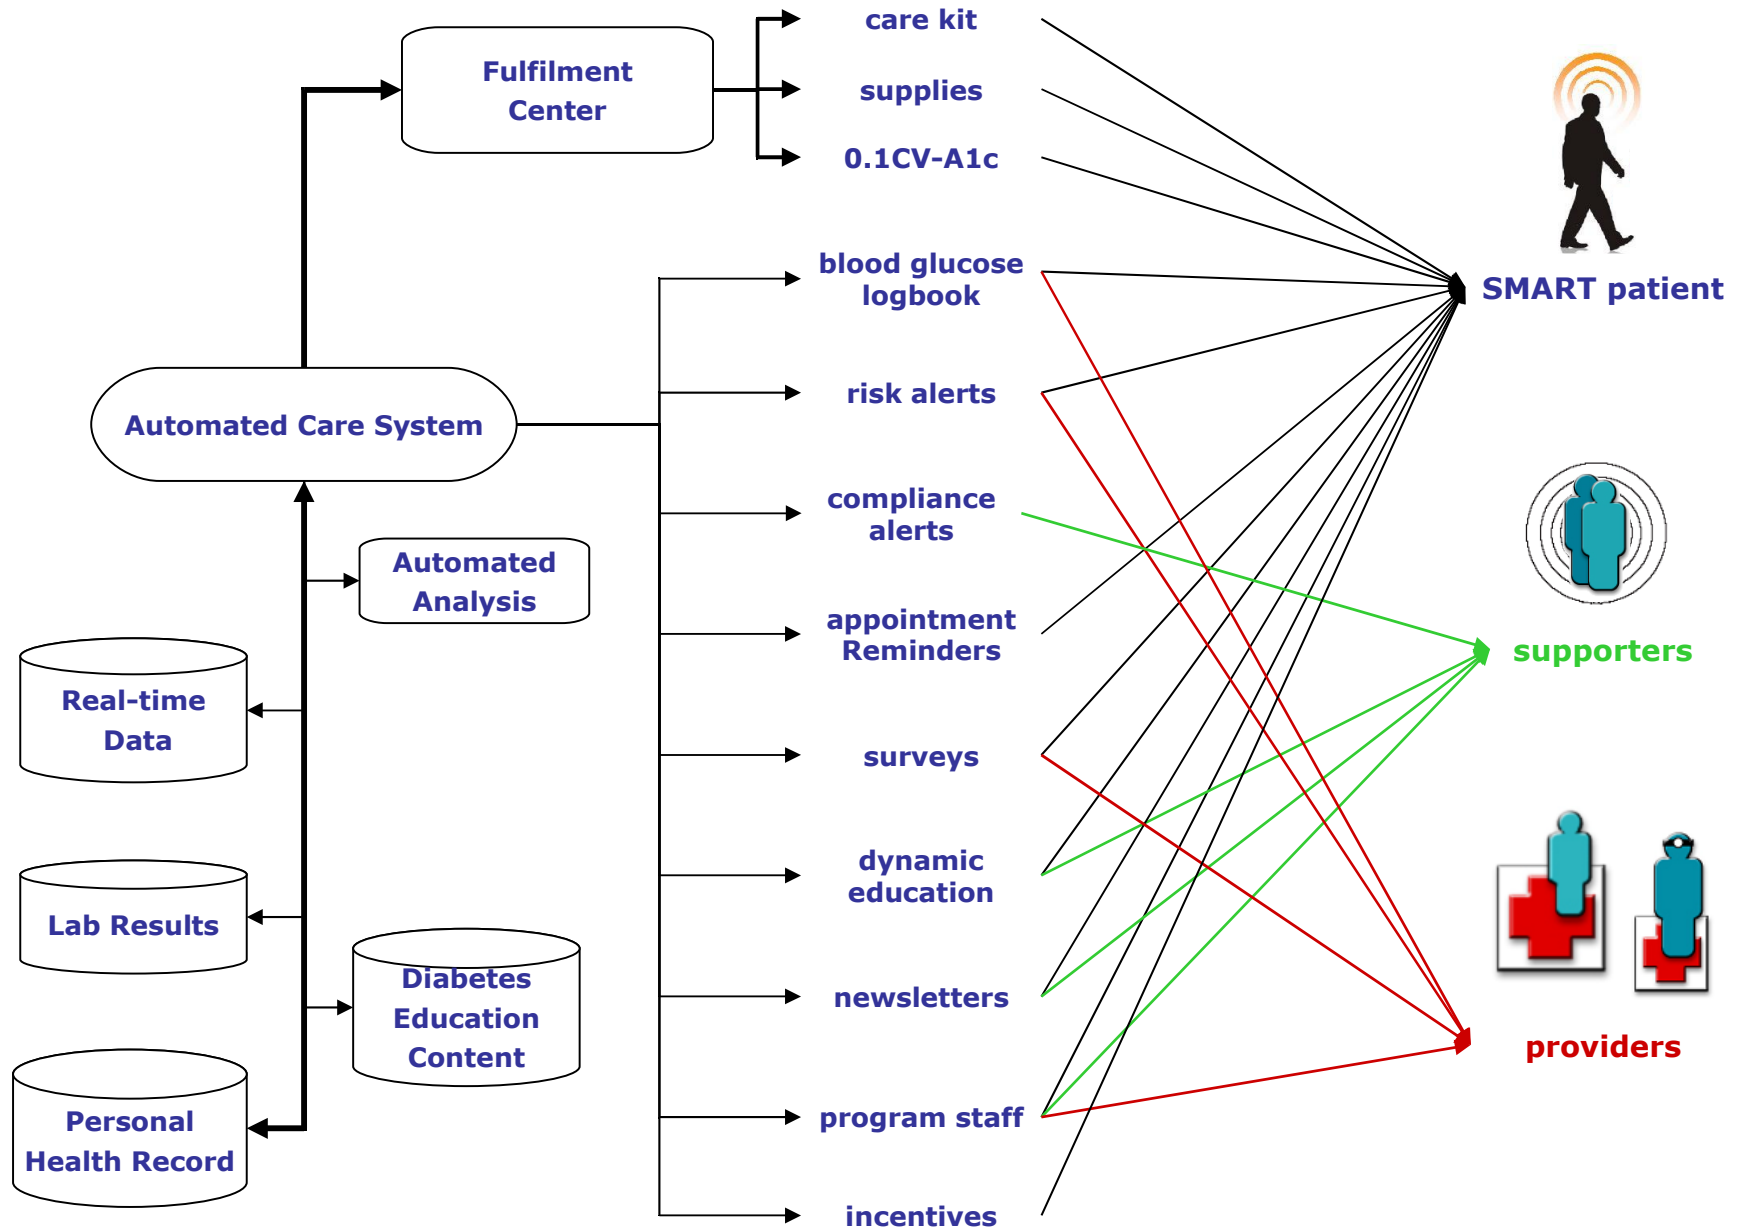 care kit
Fulfilment
Center
supplies
0.1CV-A1c
blood glucose
logbook
SMART patient
risk alerts
Automated Care System
compliance
alerts
Automated
Analysis
appointment
Reminders
supporters
Real-time
Data
surveys
dynamic
education
Lab Results
Diabetes
Education
Content
newsletters
providers
Personal
Health Record
program staff
incentives